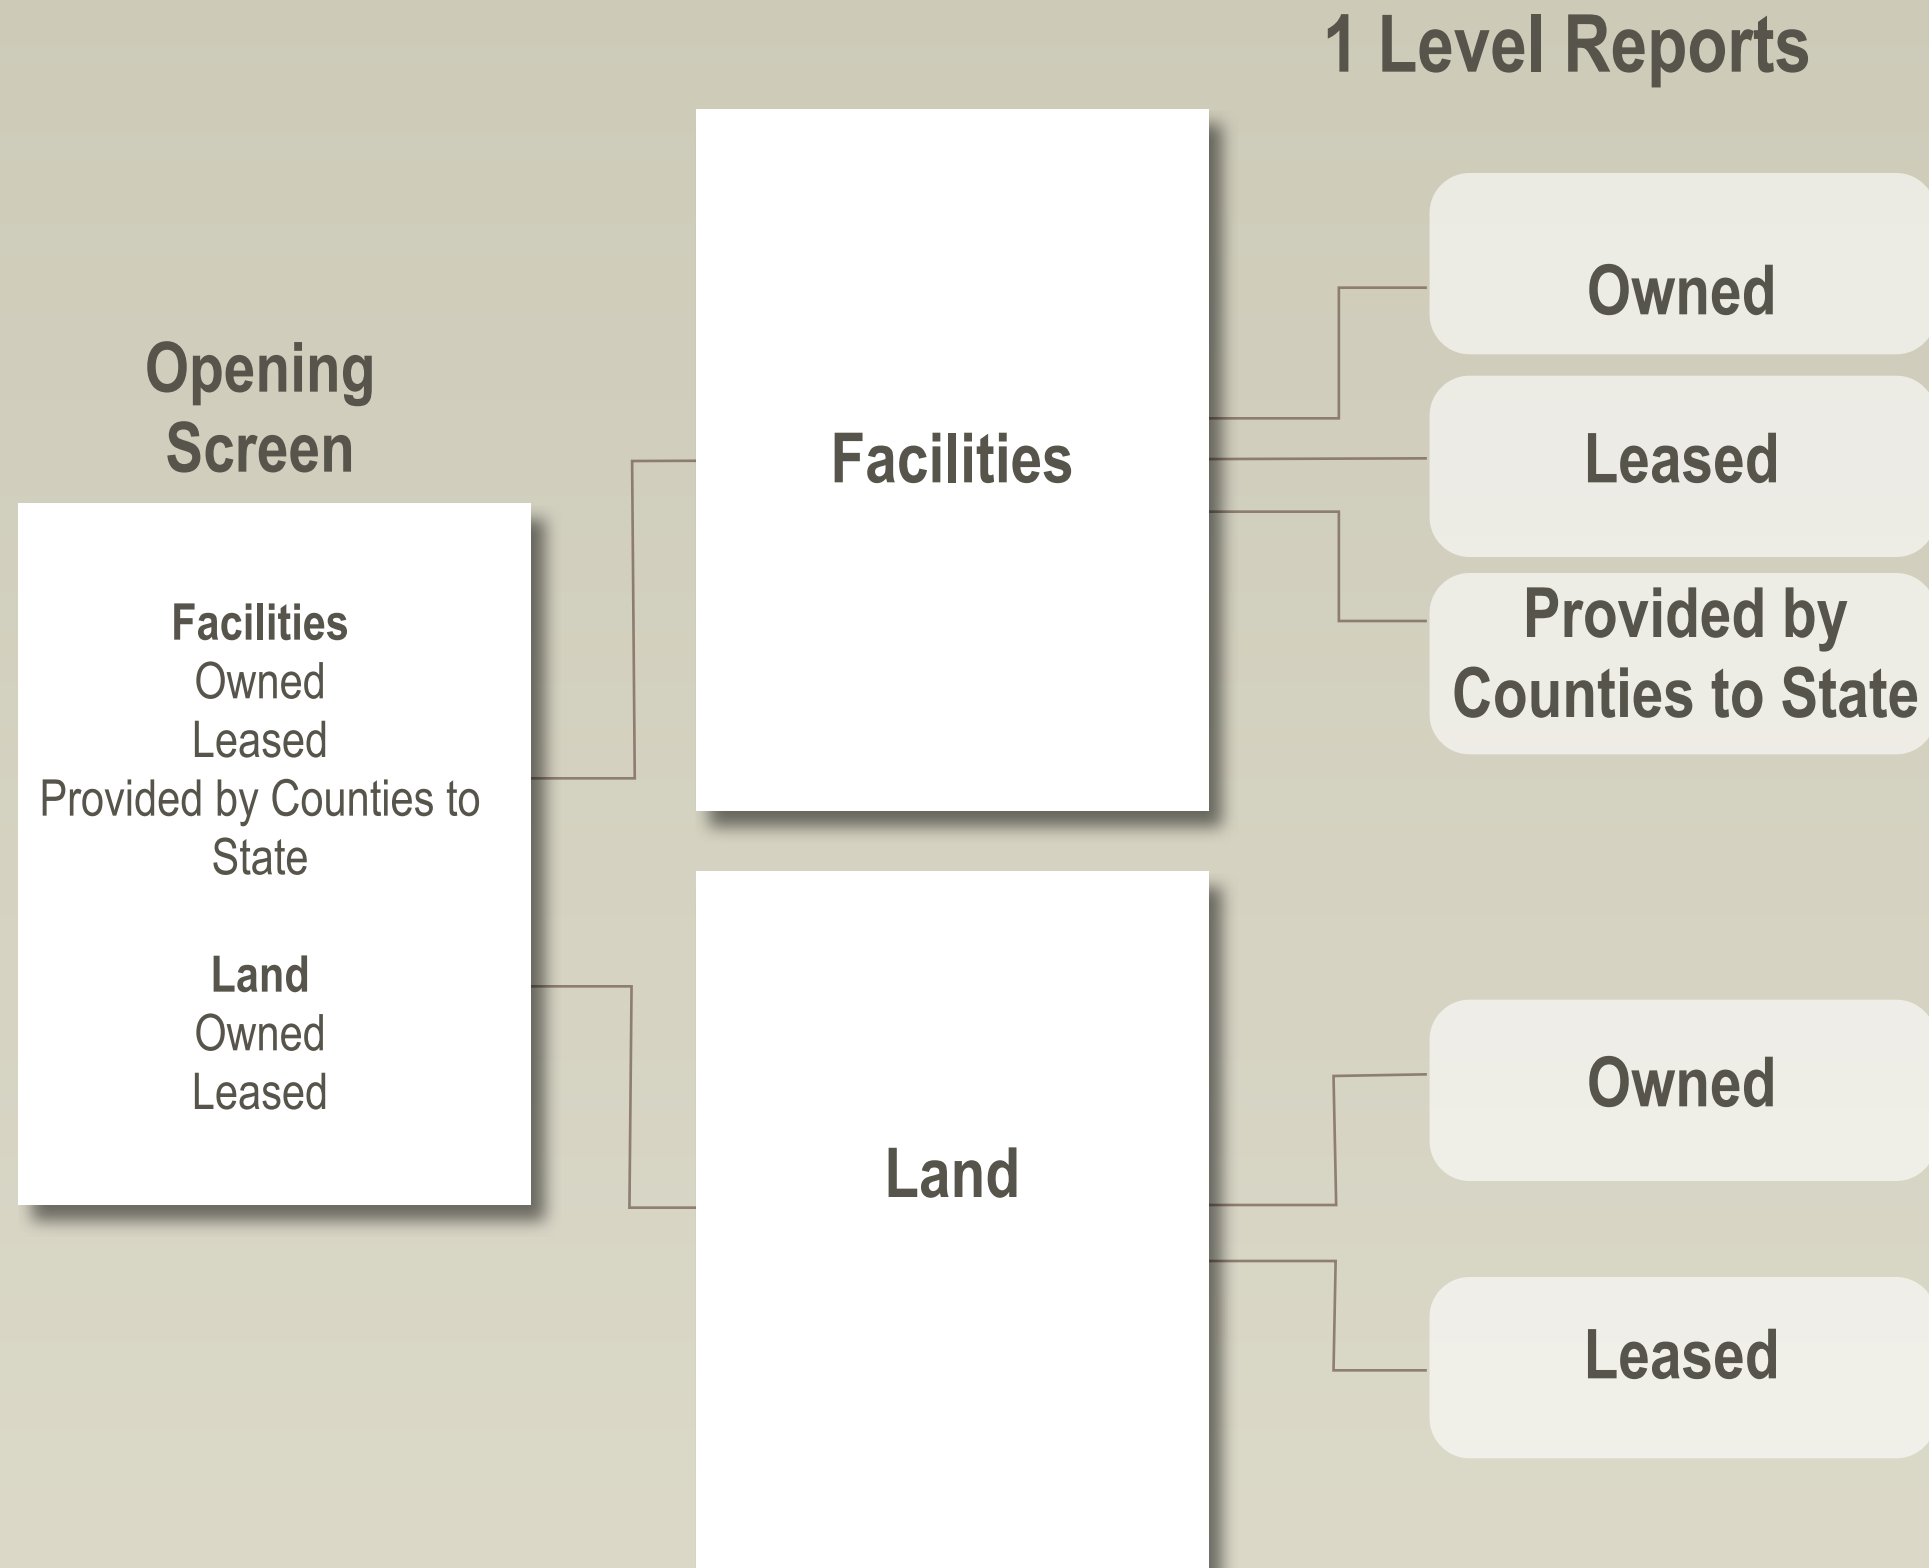 1 Level Reports
Opening
Screen
Facilities
Owned
Leased
Provided by Counties to
State
Land
Owned
Leased
Facilities
Owned
Leased
Provided by
Counties to State
Land
Owned
Leased